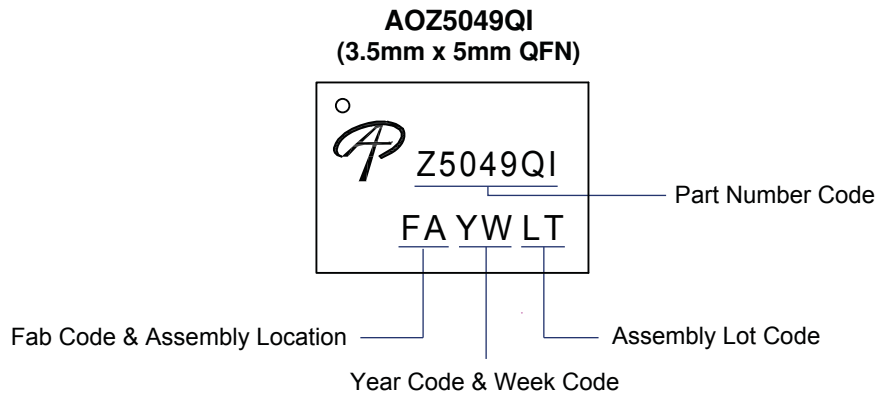 AOZ5049QI
(3.5mm x 5mm QFN)
Z5049QI
Part Number Code
FA YW LT
Fab Code & Assembly Location
Assembly Lot Code
Year Code & Week Code